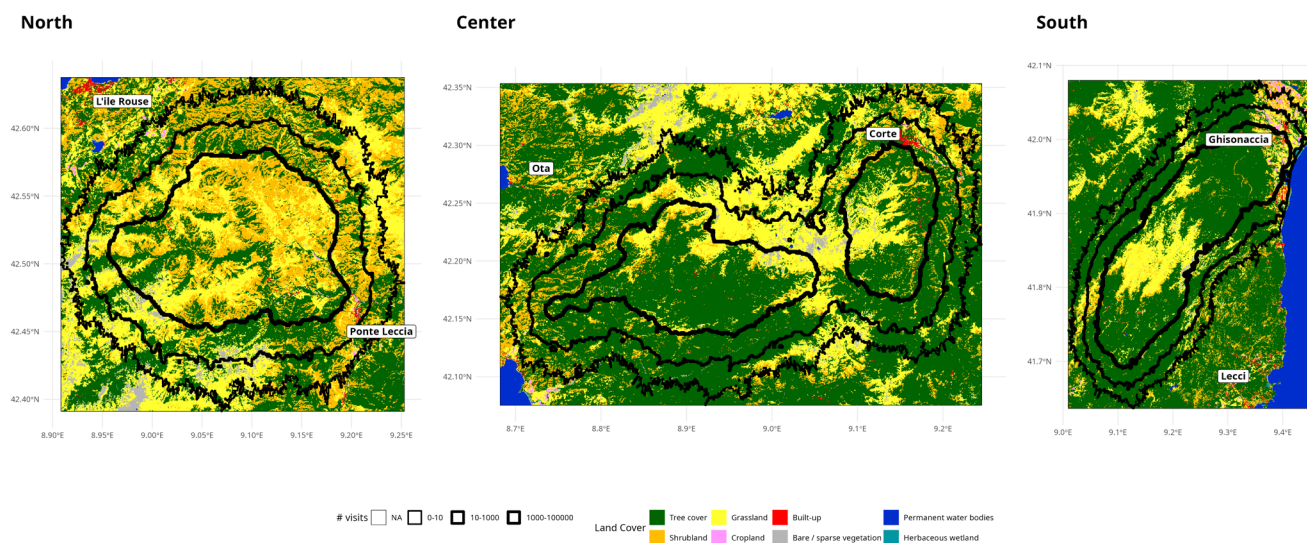 North
Center
South
L'ile Rouse
Ponte Leccia
42.60°N
42.55°N
42.50°N
42.45°N
42.40°N
8.90°E 8.95°E 9.00°E 9.05°E 9.10°E 9.15°E 9.20°E 9.25°E
Ota
Corte
42.35°N
42.30°N
42.25°N
42.20°N
42.15°N
42.10°N
8.7°E 8.8°E 8.9°E 9.0°E 9.1°E 9.2°E
Ghisonaccia
Lecci
42.1°N
42.0°N
41.9°N
41.8°N
41.7°N
9.0°E 9.1°E 9.2°E 9.3°E 9.4°E
# visits NA 0-10 10-1000 1000-100000
Land Cover
Tree cover Grassland Built-up Permanent water bodies
Shrubland Cropland Bare / sparse vegetation Herbaceous wetland